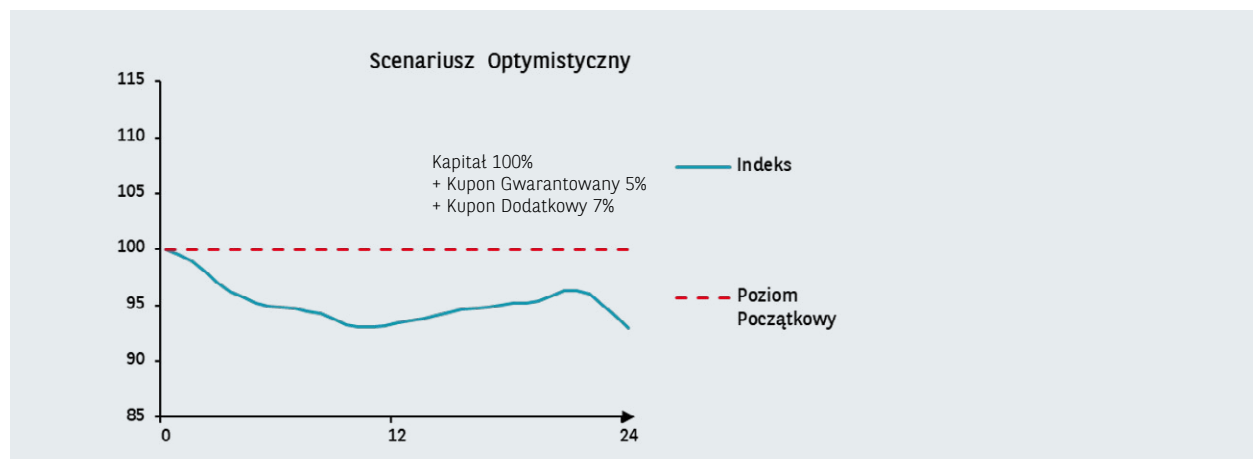 Scenariusz Optymistyczny
115
110
105
100
95
90
85
0
12
24
Kapitał 100%
+ Kupon Gwarantowany 5%
+ Kupon Dodatkowy 7%
Indeks
Poziom
Początkowy